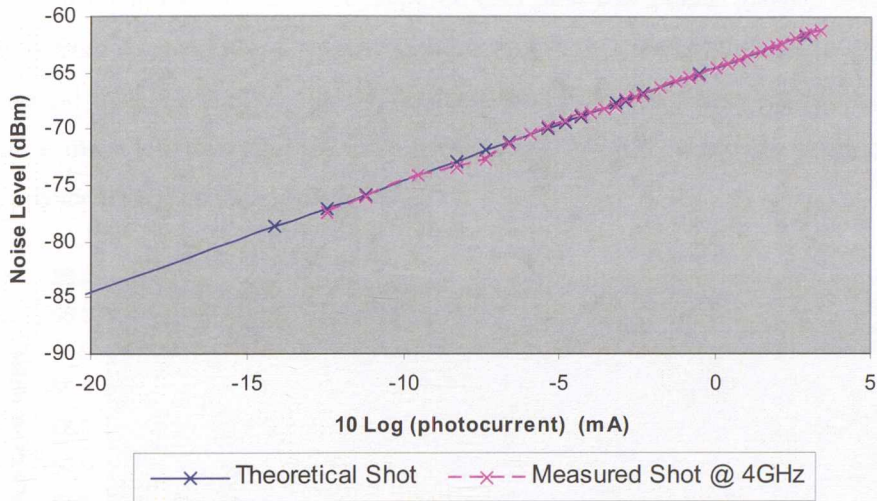 -60
-65
-70
-75
-80
-85
-90
Noise Level (dBm)
-20 -15 -10 -5 0 5
10 Log (photocurrent) (mA)
Theoretical Shot Measured Shot @ 4GHz